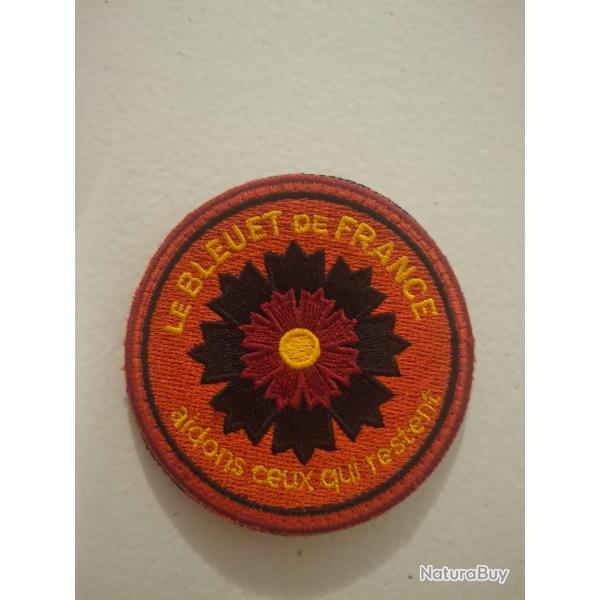 LE BLEUET DE FRANCE
aidons ceux qui restent
NaturaBuy